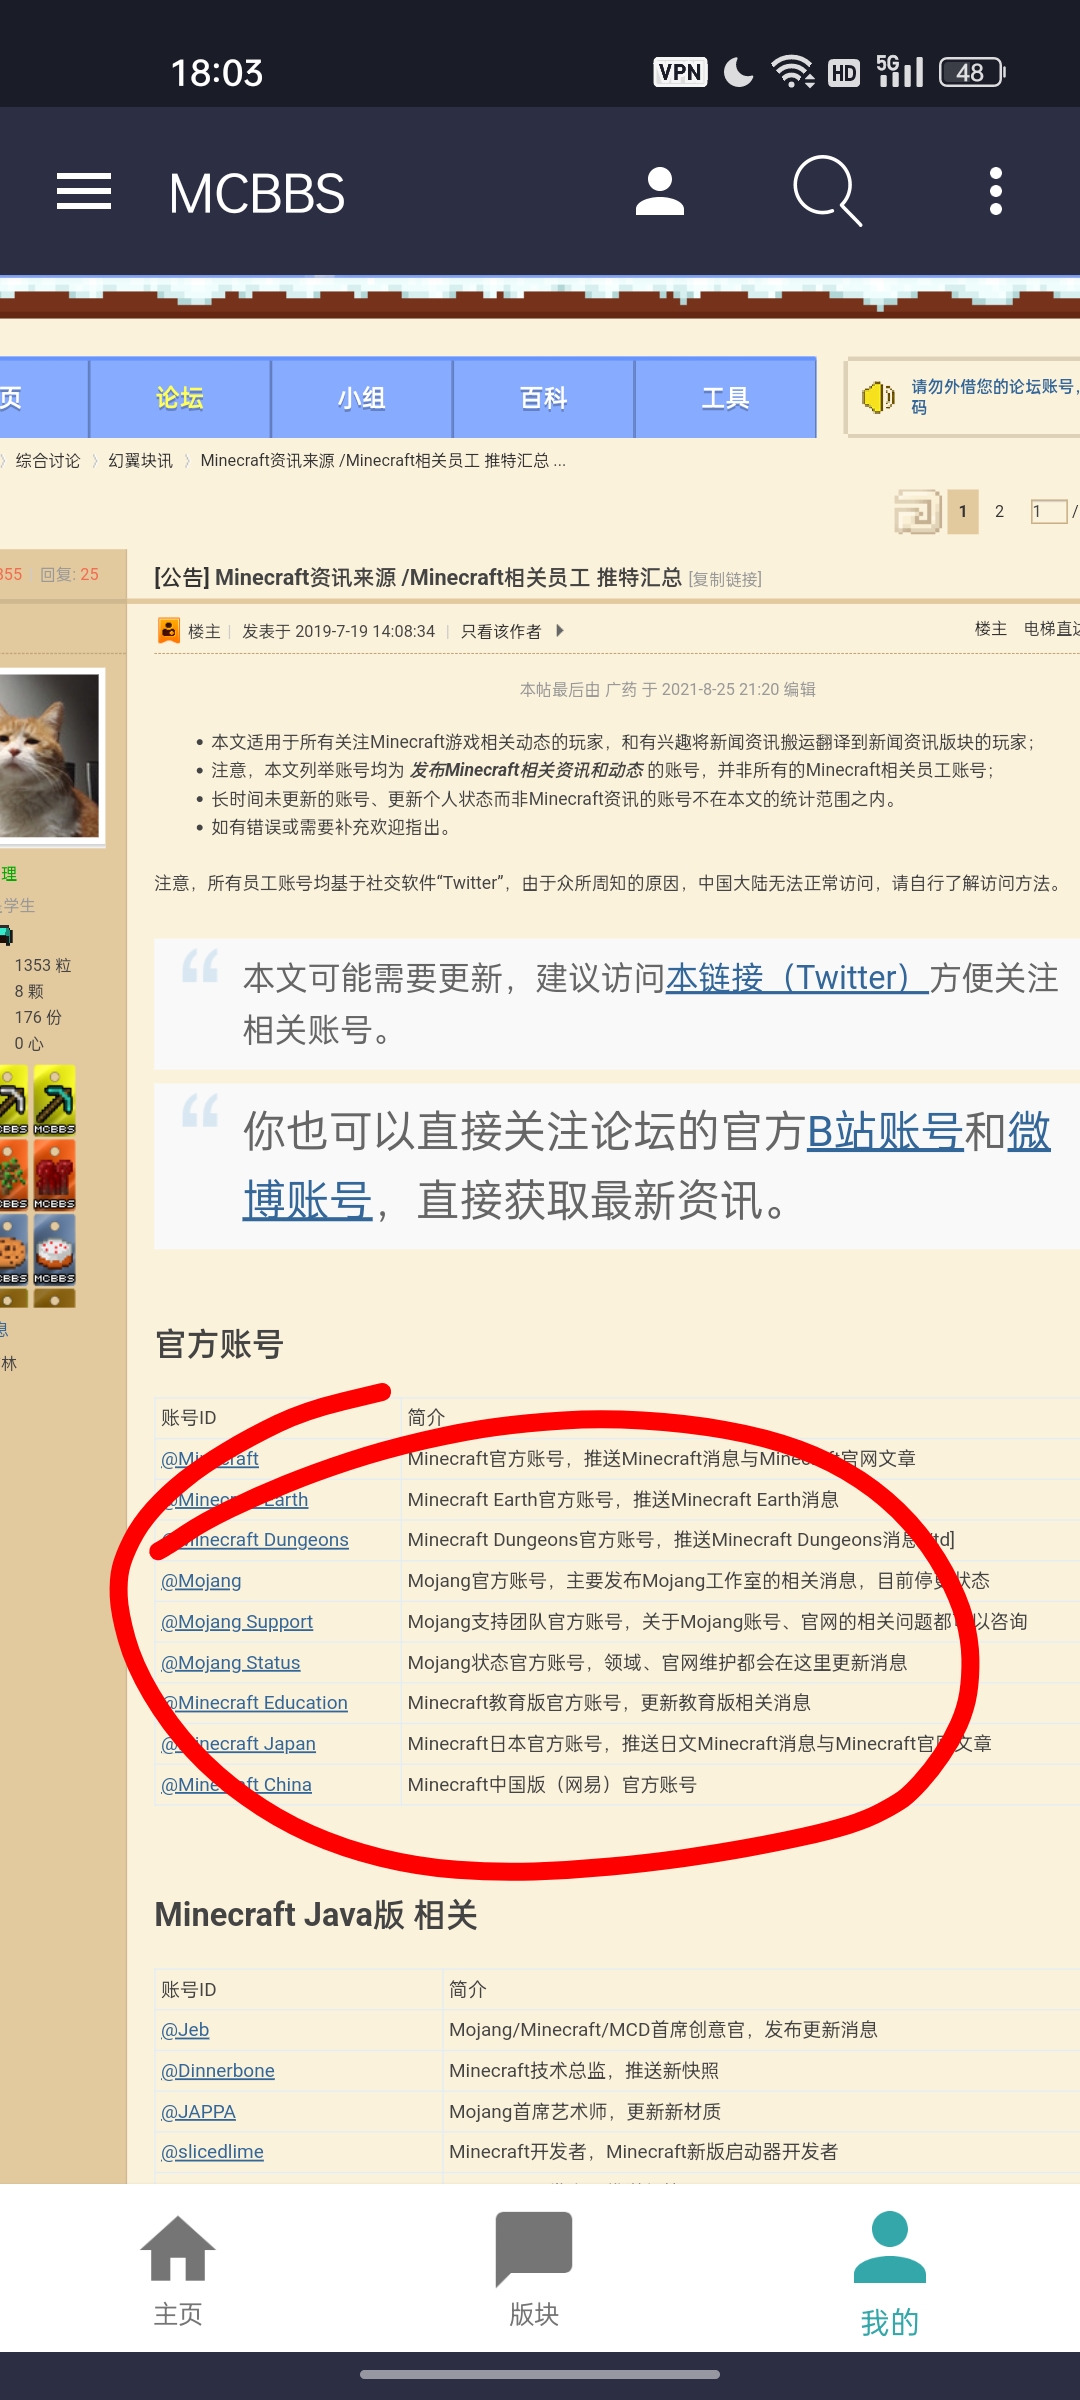 18:03
VPN
HD
5G
48
MCBBS
页 论坛 小组 百科 工具
请勿外借您的论坛账号,
码
〉综合讨论 〉幻翼块讯 〉Minecraft资讯来源 /Minecraft相关员工 推特汇总 ...
1 2 1 /
355 回复: 25
[公告] Minecraft资讯来源 /Minecraft相关员工 推特汇总 [复制链接]
楼主 | 发表于 2019-7-19 14:08:34 | 只看该作者
楼主 电梯直达
本帖最后由 广药 于 2021-8-25 21:20 编辑
• 本文适用于所有关注Minecraft游戏相关动态的玩家，和有兴趣将新闻资讯搬运翻译到新闻资讯版块的玩家；
• 注意，本文列举账号均为 发布Minecraft相关资讯和动态 的账号，并非所有的Minecraft相关员工账号；
• 长时间未更新的账号、更新个人状态而非Minecraft资讯的账号不在本文的统计范围之内。
• 如有错误或需要补充欢迎指出。
理
学生
1353 粒
8 颗
176 份
0 心
MCBBS
MCBBS
MCBBS
息
林
注意，所有员工账号均基于社交软件“Twitter”，由于众所周知的原因，中国大陆无法正常访问，请自行了解访问方法。
本文可能需要更新，建议访问本链接（Twitter）方便关注
相关账号。
你也可以直接关注论坛的官方B站账号和微
博账号，直接获取最新资讯。
官方账号
账号ID 简介
@Minecraft Minecraft官方账号，推送Minecraft消息与Minecraft官网文章
@Minecraft Earth Minecraft Earth官方账号，推送Minecraft Earth消息
@Minecraft Dungeons Minecraft Dungeons官方账号，推送Minecraft Dungeons消息[/td]
@Mojang Mojang官方账号，主要发布Mojang工作室的相关消息，目前停更状态
@Mojang Support Mojang支持团队官方账号，关于Mojang账号、官网的相关问题都可以咨询
@Mojang Status Mojang状态官方账号，领域、官网维护都会在这里更新消息
@Minecraft Education Minecraft教育版官方账号，更新教育版相关消息
@Minecraft Japan Minecraft日本官方账号，推送日文Minecraft消息与Minecraft官网文章
@Minecraft China Minecraft中国版（网易）官方账号
Minecraft Java版 相关
账号ID 简介
@Jeb Mojang/Minecraft/MCD首席创意官，发布更新消息
@Dinnerbone Minecraft技术总监，推送新快照
@JAPPA Mojang首席艺术师，更新新材质
@slicedlime Minecraft开发者，Minecraft新版启动器开发者
主页 版块 我的